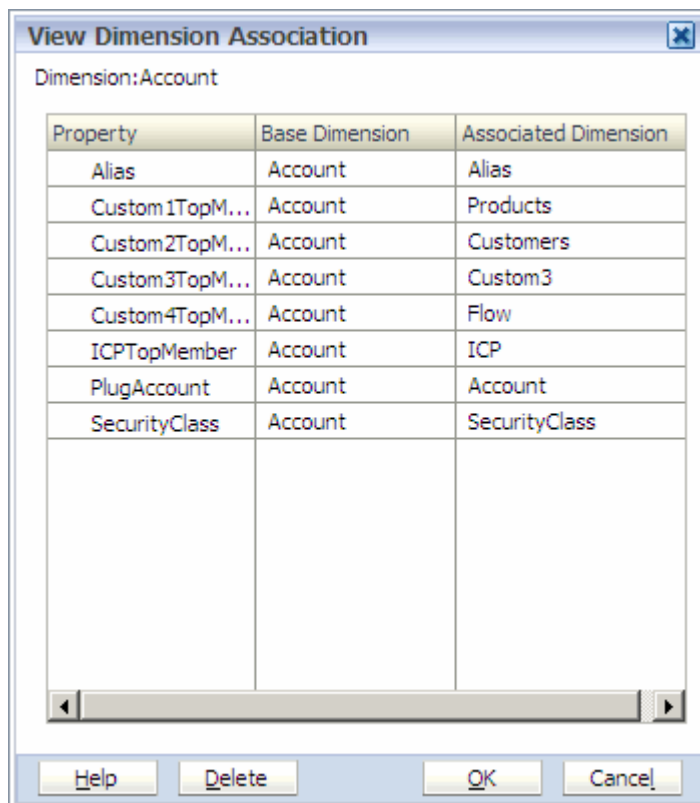 View Dimension Association
Dimension:Account
Property Base Dimension Associated Dimension
Alias Account Alias
Custom1TopM... Account Products
Custom2TopM... Account Customers
Custom3TopM... Account Custom3
Custom4TopM... Account Flow
ICPTopMember Account ICP
PlugAccount Account Account
SecurityClass Account SecurityClass
Help Delete OK Cancel